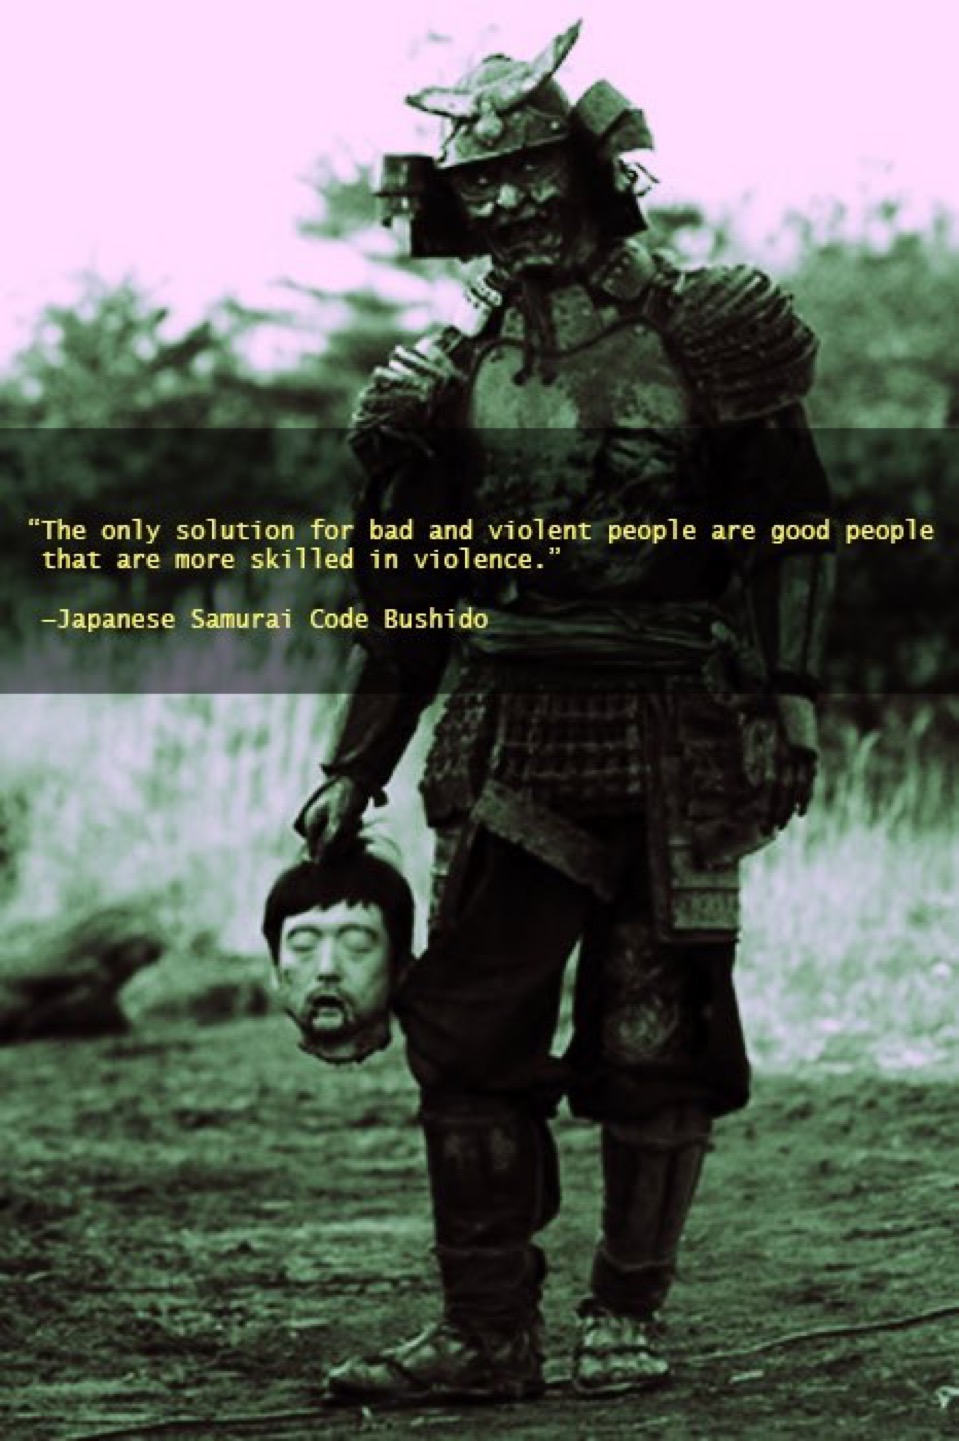 “The only solution for bad and violent people are good people
that are more skilled in violence.”
—Japanese Samurai Code Bushido